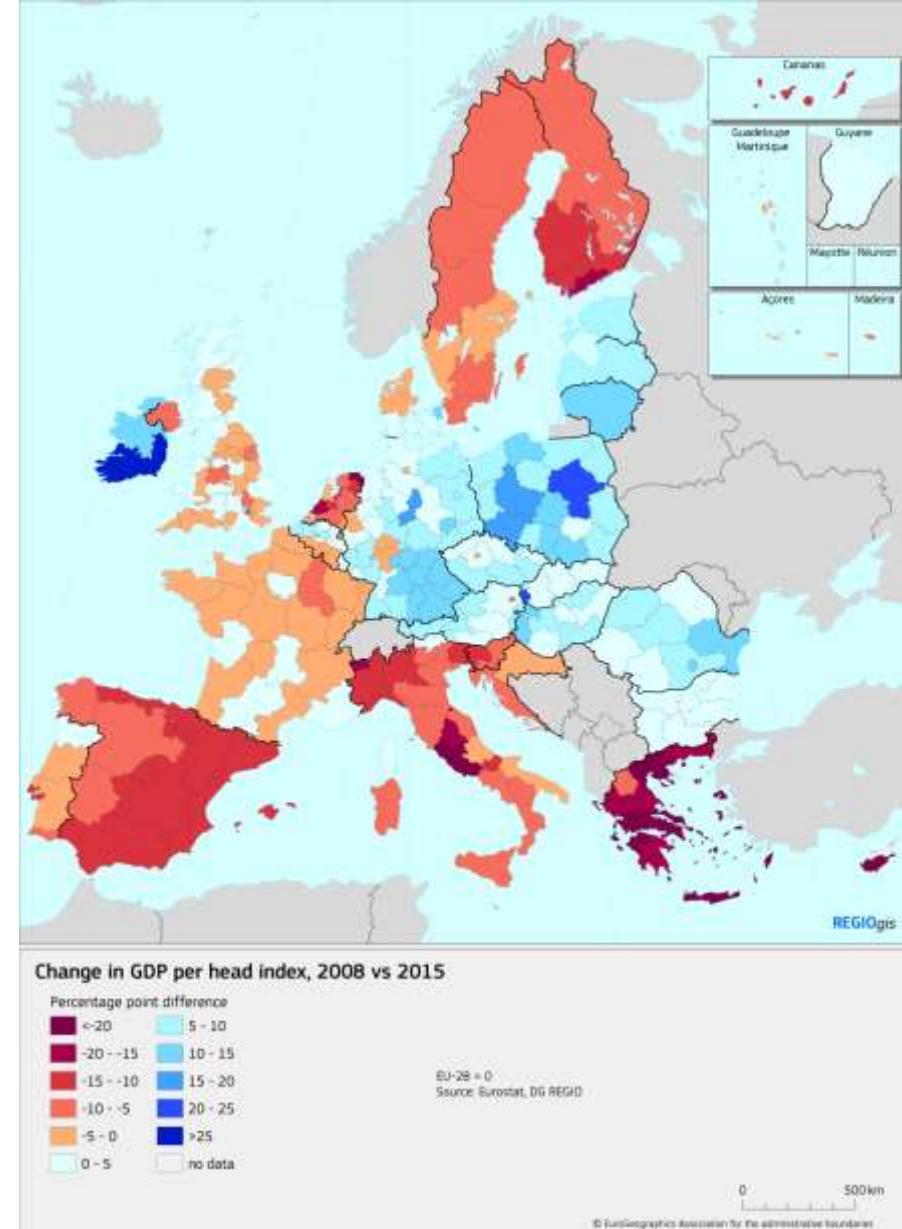 Canarias
Guadeloupe
Martinique
Guyane
Mayotte
Réunion
Açores
Madeira
REGIOgis
Change in GDP per head index, 2008 vs 2015
Percentage point difference
<-20
5 - 10
-20 - -15
10 - 15
-15 - -10
15 - 20
-10 - -5
20 - 25
-5 - 0
>25
0 - 5
no data
EU-28 = 0
Source: Eurostat, DG REGIO
0
500 km
© EuroGeographics Association for the administrative boundaries